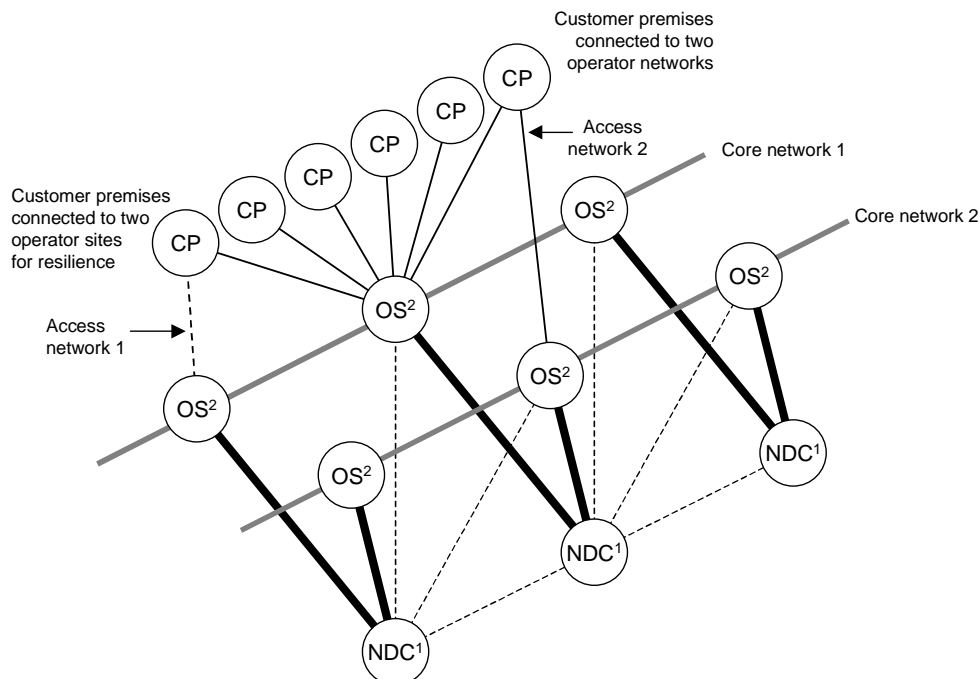 Customer premises
connected to two
operator networks
CP
CP
CP
CP
CP
CP
Access
network 2
Core network 1
Core network 2
Customer premises
connected to two
operator sites
for resilience
Access
network 1
OS²
OS²
OS²
OS²
OS²
OS²
NDC¹
NDC¹
NDC¹